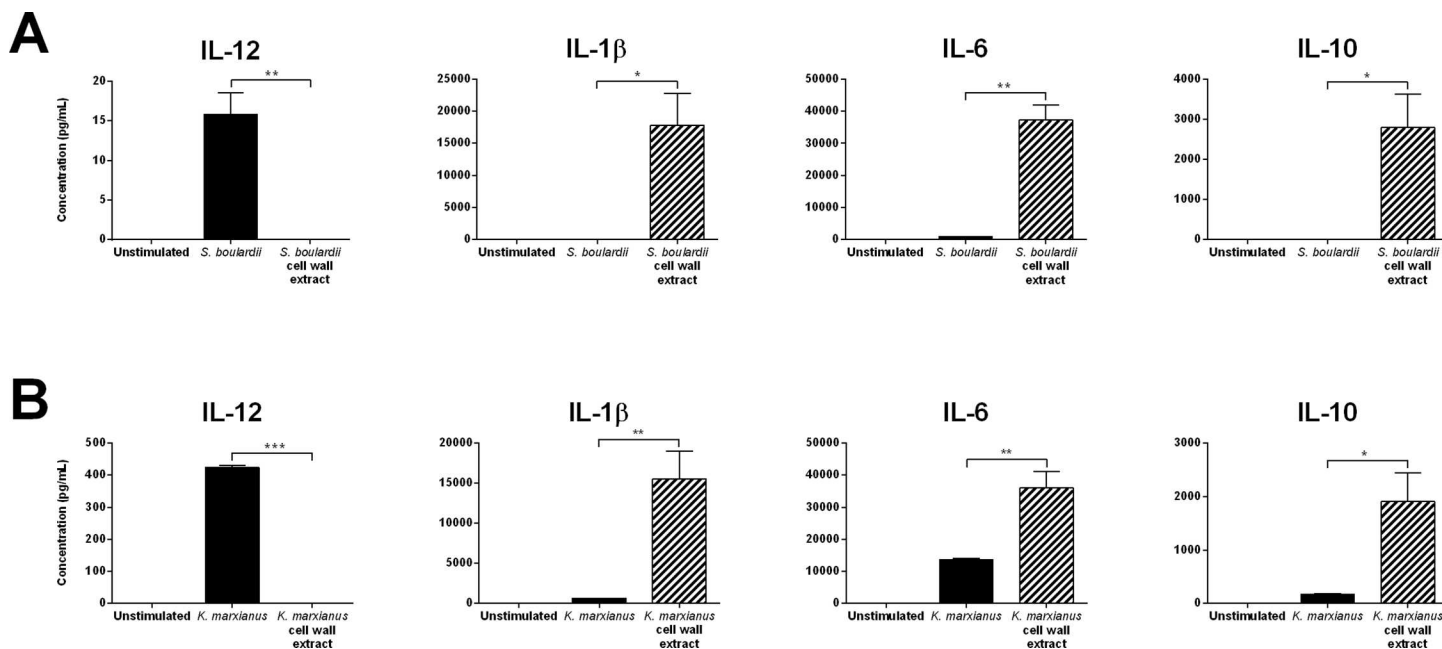 A
IL-12
**
20
15
10
5
0
Concentration (pg/mL)
Unstimulated
S. boulardii
S. boulardii
cell wall
extract
IL-1β
*
25000
20000
15000
10000
5000
0
Unstimulated
S. boulardii
S. boulardii
cell wall
extract
IL-6
**
50000
40000
30000
20000
10000
0
Unstimulated
S. boulardii
S. boulardii
cell wall
extract
IL-10
*
4000
3000
2000
1000
0
Unstimulated
S. boulardii
S. boulardii
cell wall
extract
B
IL-12
***
500
400
300
200
100
0
Concentration (pg/mL)
Unstimulated
K. marxianus
K. marxianus
cell wall
extract
IL-1β
**
20000
15000
10000
5000
0
Unstimulated
K. marxianus
K. marxianus
cell wall
extract
IL-6
**
50000
40000
30000
20000
10000
0
Unstimulated
K. marxianus
K. marxianus
cell wall
extract
IL-10
*
3000
2000
1000
0
Unstimulated
K. marxianus
K. marxianus
cell wall
extract